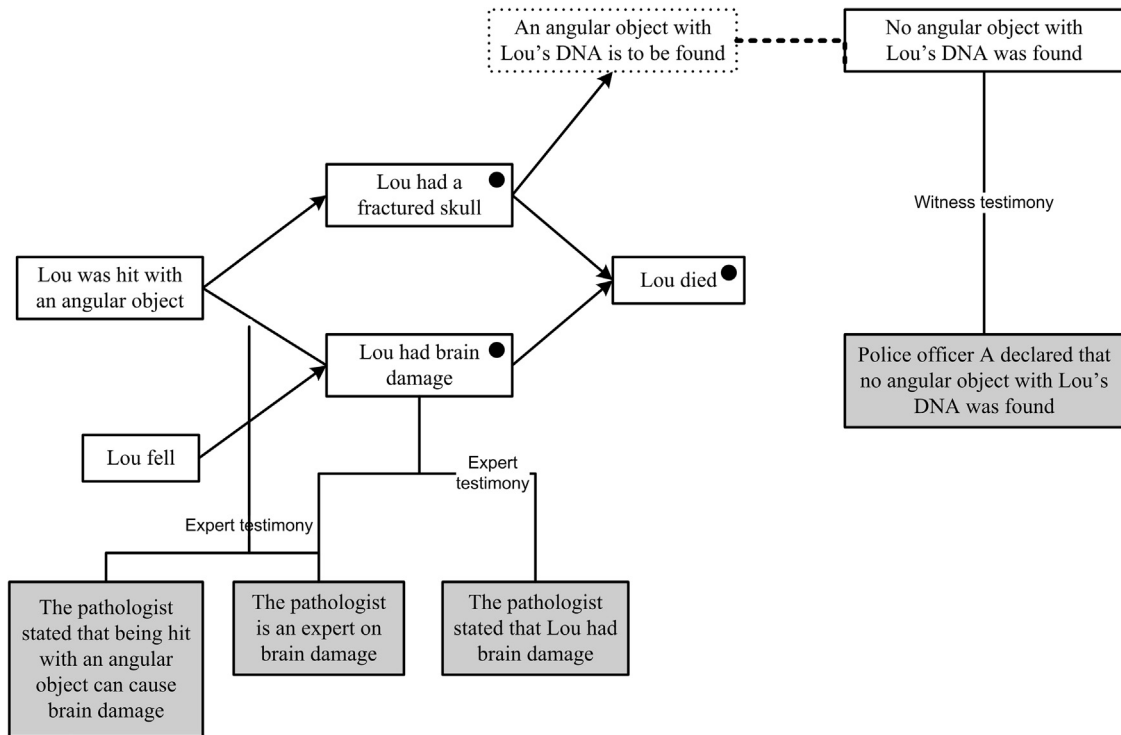 An angular object with
Lou's DNA is to be found
No angular object with
Lou's DNA was found
Lou had a
fractured skull
Witness testimony
Lou was hit with
an angular object
Lou died
Lou had brain
damage
Police officer A declared that
no angular object with Lou's
DNA was found
Lou fell
Expert
testimony
Expert testimony
The pathologist
stated that being hit
with an angular
object can cause
brain damage
The pathologist
is an expert on
brain damage
The pathologist
stated that Lou had
brain damage